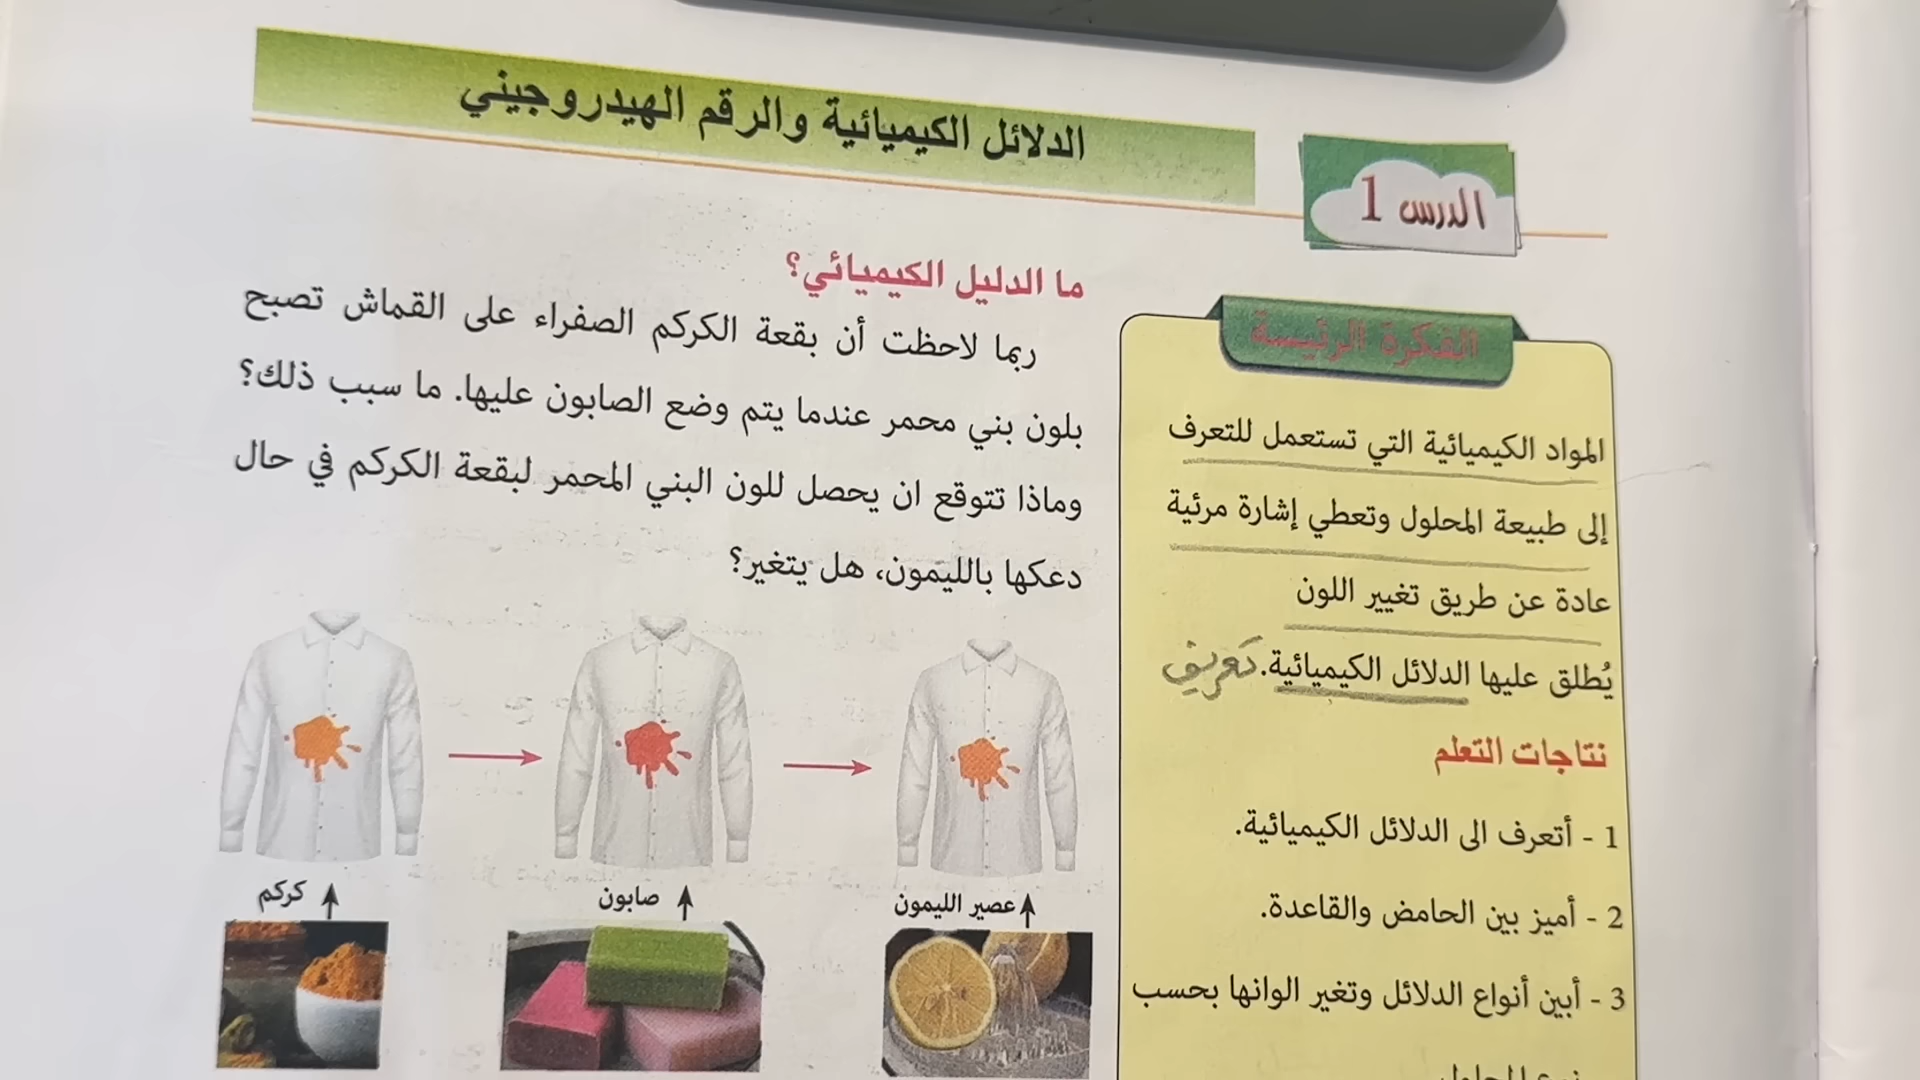 الدلائل الكيميائية والرقم الهيدروجيني
الدرس 1
ما الدليل الكيميائي؟
ربما لاحظت أن بقعة الكركم الصفراء على القماش تصبح
بلون بني محمر عندما يتم وضع الصابون عليها. ما سبب ذلك؟
وماذا تتوقع ان يحصل للون البني المحمر لبقعة الكركم في حال
دعكها بالليمون، هل يتغير؟
كركم
صابون
عصير الليمون
الفكرة الرئيسة
المواد الكيميائية التي تستعمل للتعرف
إلى طبيعة المحلول وتعطي إشارة مرئية
عادة عن طريق تغيير اللون
يُطلق عليها الدلائل الكيميائية. تعريف
نتاجات التعلم
1 - أتعرف الى الدلائل الكيميائية.
2 - أميز بين الحامض والقاعدة.
3 - أبين أنواع الدلائل وتغير الوانها بحسب